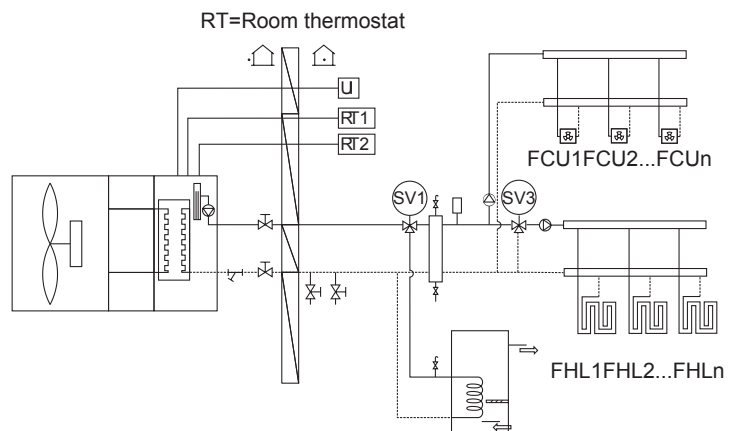 RT=Room thermostat
U
RT1
RT2
FCU1FCU2...FCUn
SV1
SV3
FHL1FHL2...FHLn